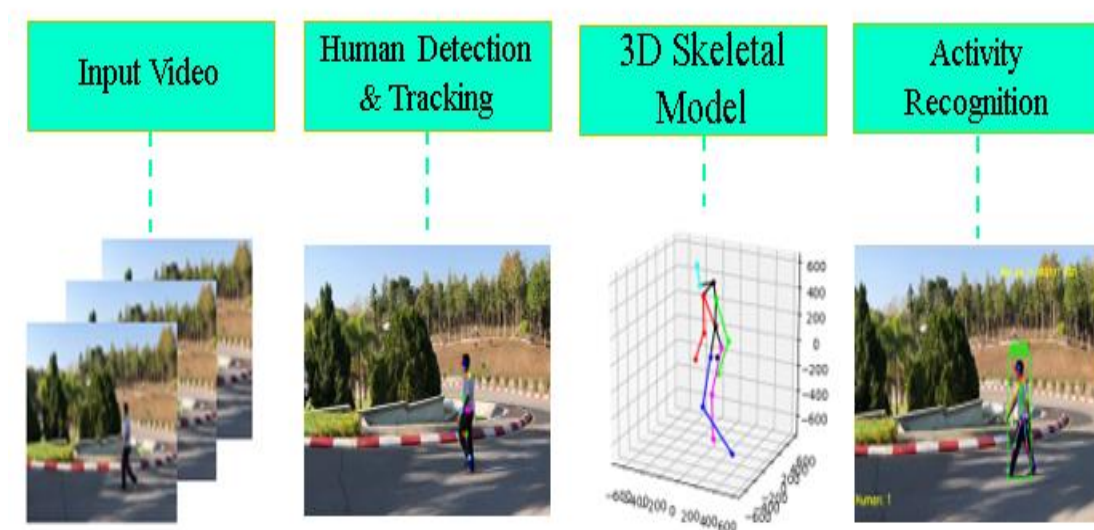 Input Video
Human Detection
& Tracking
3D Skeletal
Model
Activity
Recognition
600
400
200
0
-200
-400
-600
Human: 1